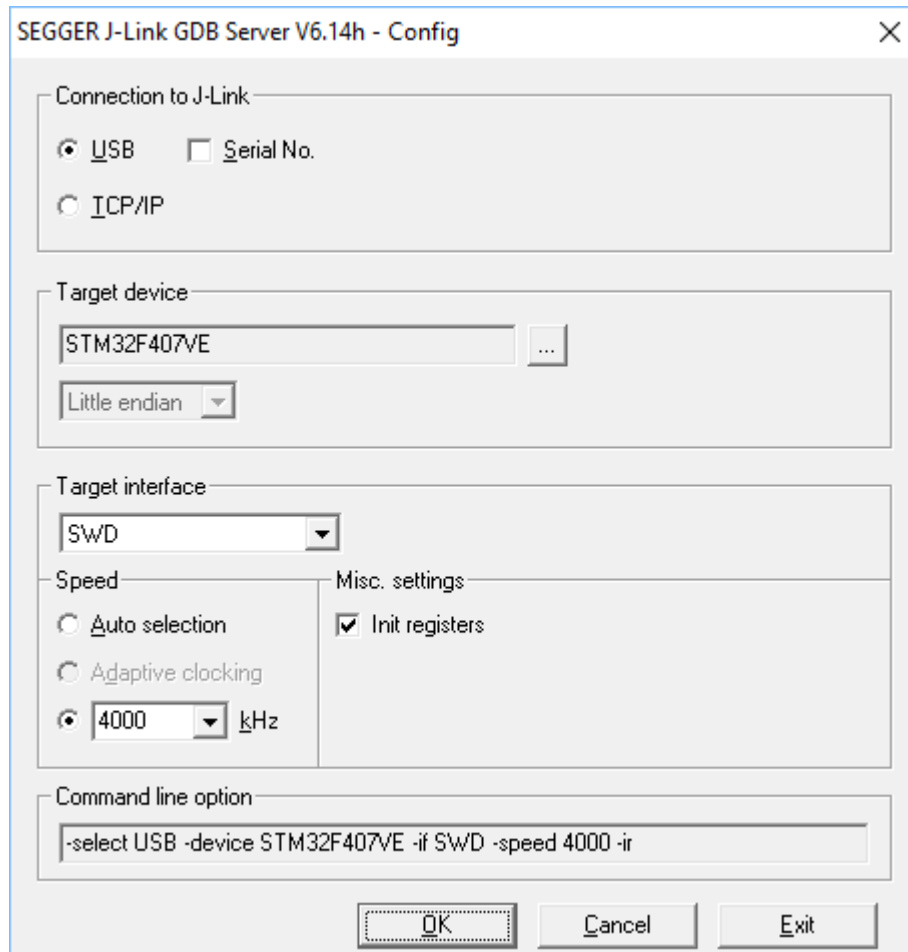 SEGGER J-Link GDB Server V6.14h - Config
Connection to J-Link
USB Serial No.
TCP/IP
Target device
STM32F407VE ...
Little endian
Target interface
SWD
Speed Misc. settings
Auto selection Init registers
Adaptive clocking
4000 kHz
Command line option
-select USB -device STM32F407VE -if SWD -speed 4000 -ir
OK Cancel Exit